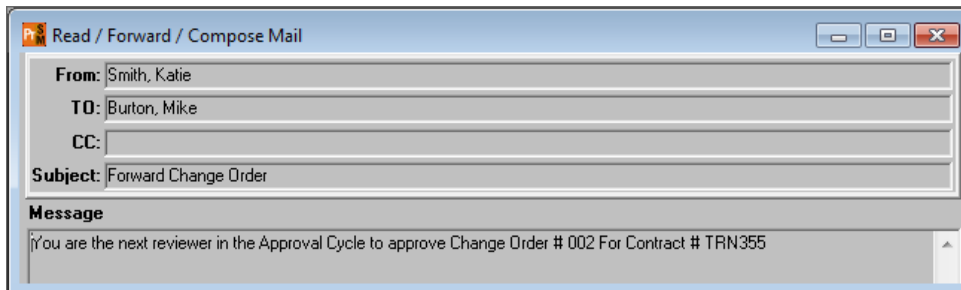 Read / Forward / Compose Mail
From: Smith, Katie
TO: Burton, Mike
CC:
Subject: Forward Change Order
Message
You are the next reviewer in the Approval Cycle to approve Change Order # 002 For Contract # TRN355